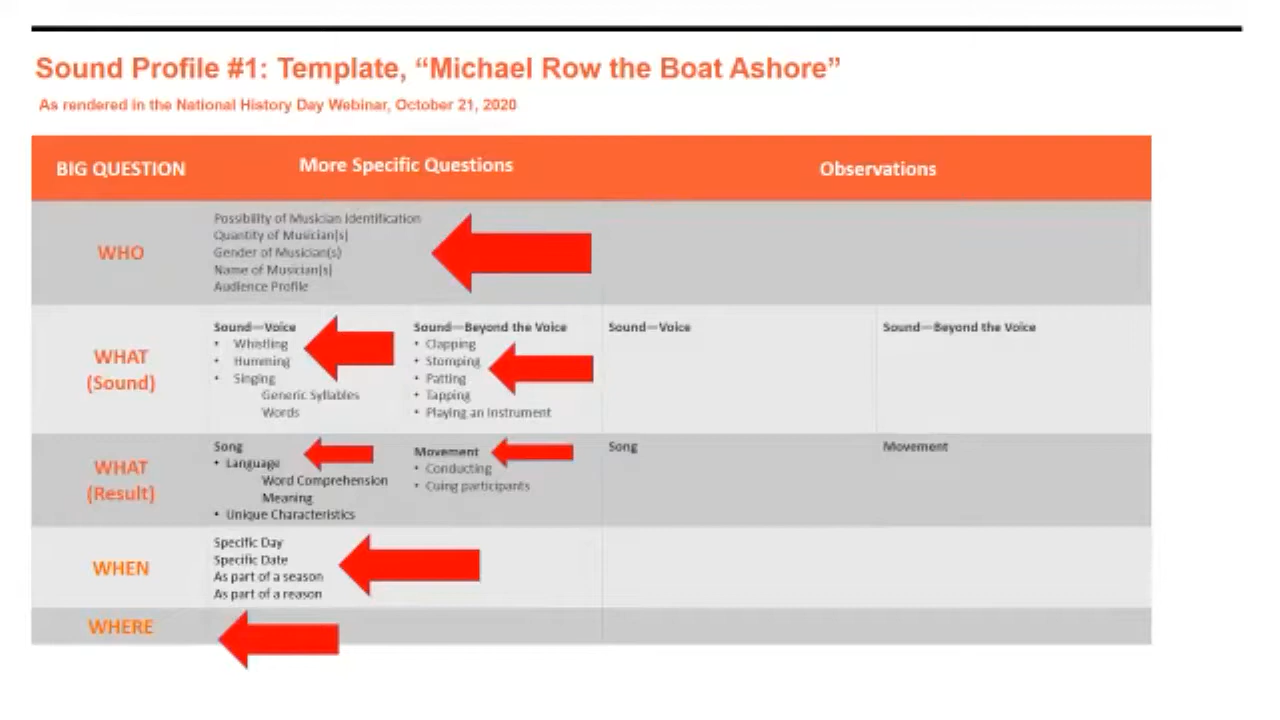 Sound Profile #1: Template, “Michael Row the Boat Ashore”
As rendered in the National History Day Webinar, October 21, 2020
BIG QUESTION
More Specific Questions
Observations
WHO
Possibility of Musician Identification
Quantity of Musician(s)
Gender of Musician(s)
Name of Musician(s)
Audience Profile
WHAT
(Sound)
Sound—Voice
• Whistling
• Humming
• Singing
Generic Syllables
Words
Sound—Beyond the Voice
• Clapping
• Stomping
• Patting
• Tapping
• Playing an Instrument
Sound—Voice
Sound—Beyond the Voice
WHAT
(Result)
Song
• Language
Word Comprehension
Meaning
• Unique Characteristics
Movement
• Conducting
• Cuing participants
Song
Movement
WHEN
Specific Day
Specific Date
As part of a season
As part of a reason
WHERE